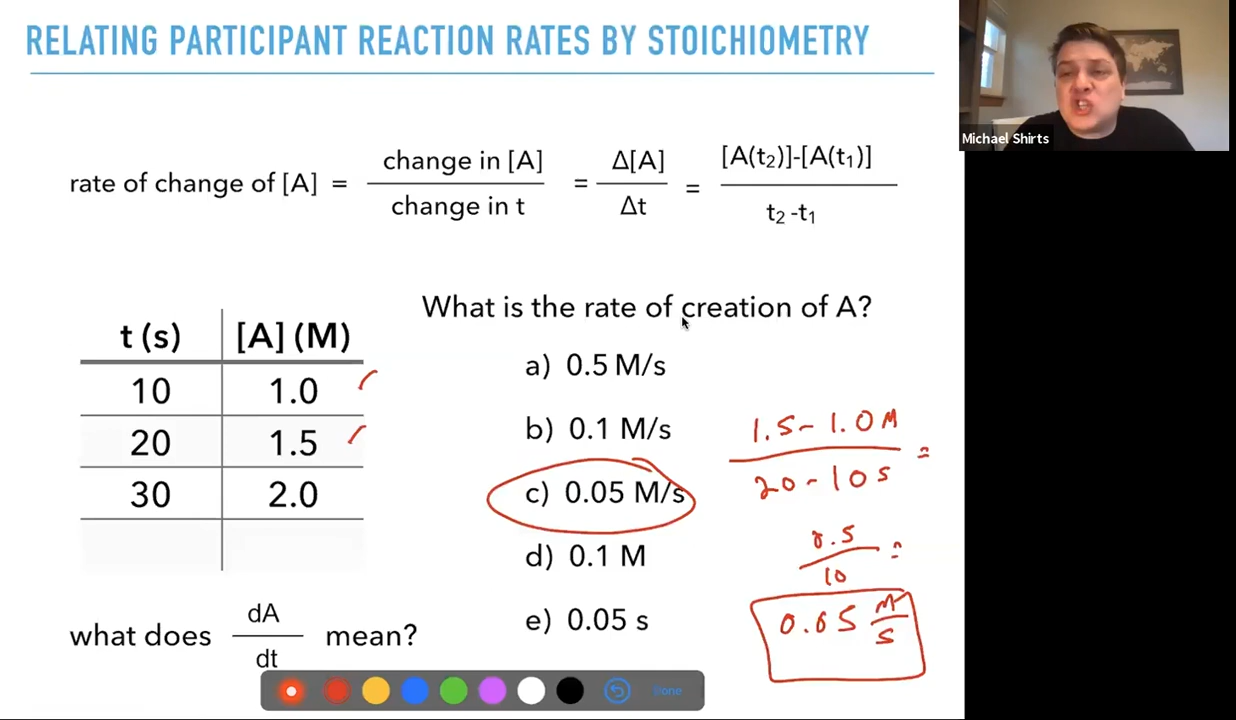 RELATING PARTICIPANT REACTION RATES BY STOICHIOMETRY
Michael Shirts
rate of change of [A] = change in [A] / change in t = Δ[A] / Δt = [A(t₂)]-[A(t₁)] / t₂ -t₁
What is the rate of creation of A?
t (s) [A] (M)
10 1.0
20 1.5
30 2.0
a) 0.5 M/s
b) 0.1 M/s
c) 0.05 M/s
d) 0.1 M
e) 0.05 s
1.5 - 1.0 M
20 - 10 s
=
0.5
10
=
0.05 M/s
what does dA / dt mean?
Done